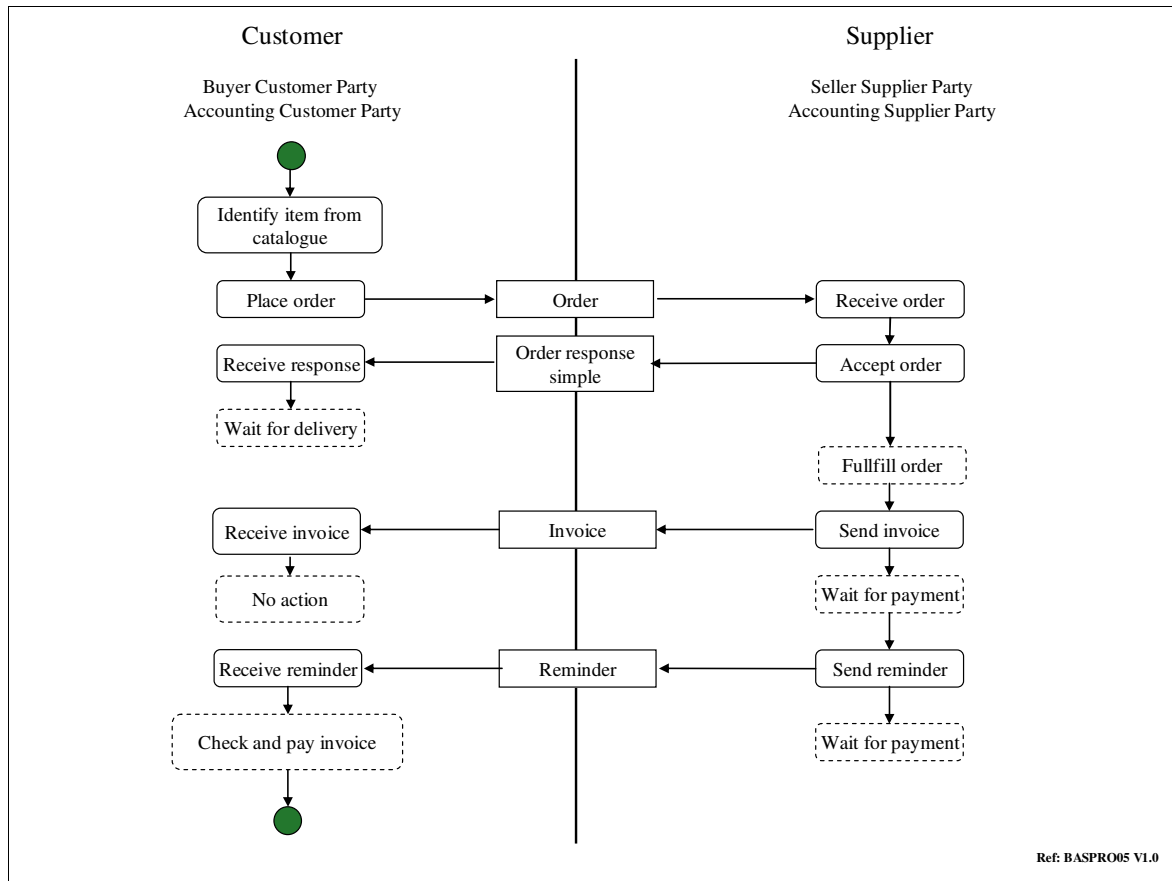 Customer
Supplier
Buyer Customer Party
Accounting Customer Party
Seller Supplier Party
Accounting Supplier Party
Identify item from
catalogue
Place order
Order
Receive order
Receive response
Order response
simple
Accept order
Wait for delivery
Fullfill order
Receive invoice
Invoice
Send invoice
No action
Wait for payment
Receive reminder
Reminder
Send reminder
Check and pay invoice
Wait for payment
Ref: BASPRO05 V1.0